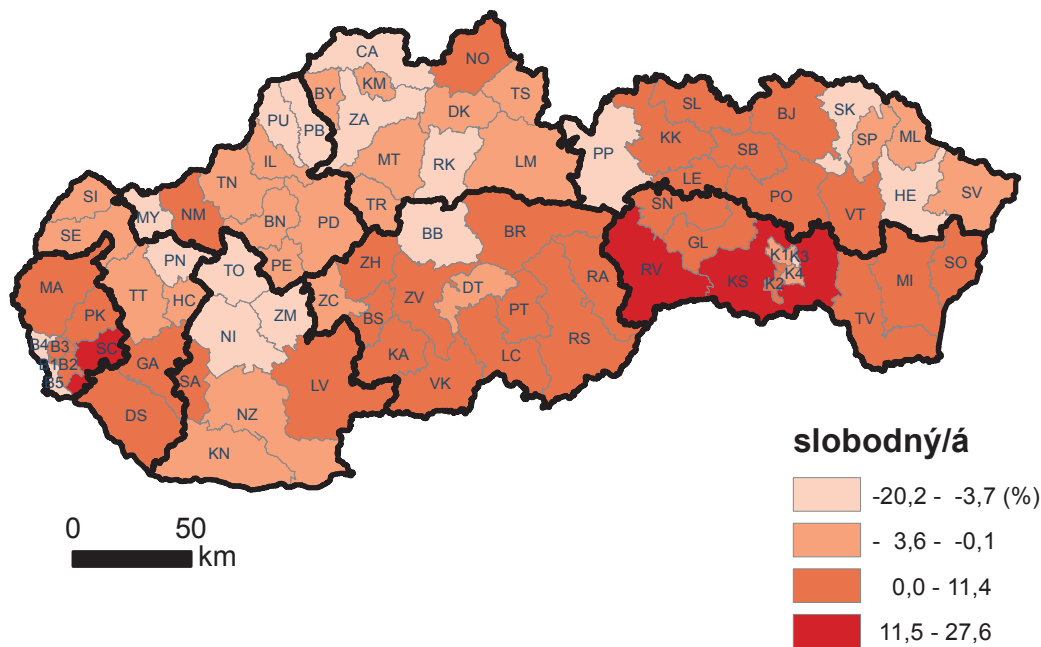 CA
NO
KM
BY
TS
PU
PB
ZA
DK
SL
BJ
SK
KK
SP
ML
IL
MT
RK
LM
PP
SB
LE
PO
HE
SV
SI
TN
TR
VT
MY
NM
BN
PD
SN
SE
BB
BR
GL
K1
K3
SO
PN
TO
PE
ZH
RA
RV
KS
K4
K2
MI
MA
TT
HC
ZC
ZV
DT
PK
ZM
BS
PT
TV
B4
B3
SC
NI
RS
B1
B2
B5
GA
SA
LV
KA
LC
VK
DS
NZ
KN
slobodný/á
-20,2 - -3,7 (%)
- 3,6 - -0,1
0,0 - 11,4
11,5 - 27,6
0 50
km